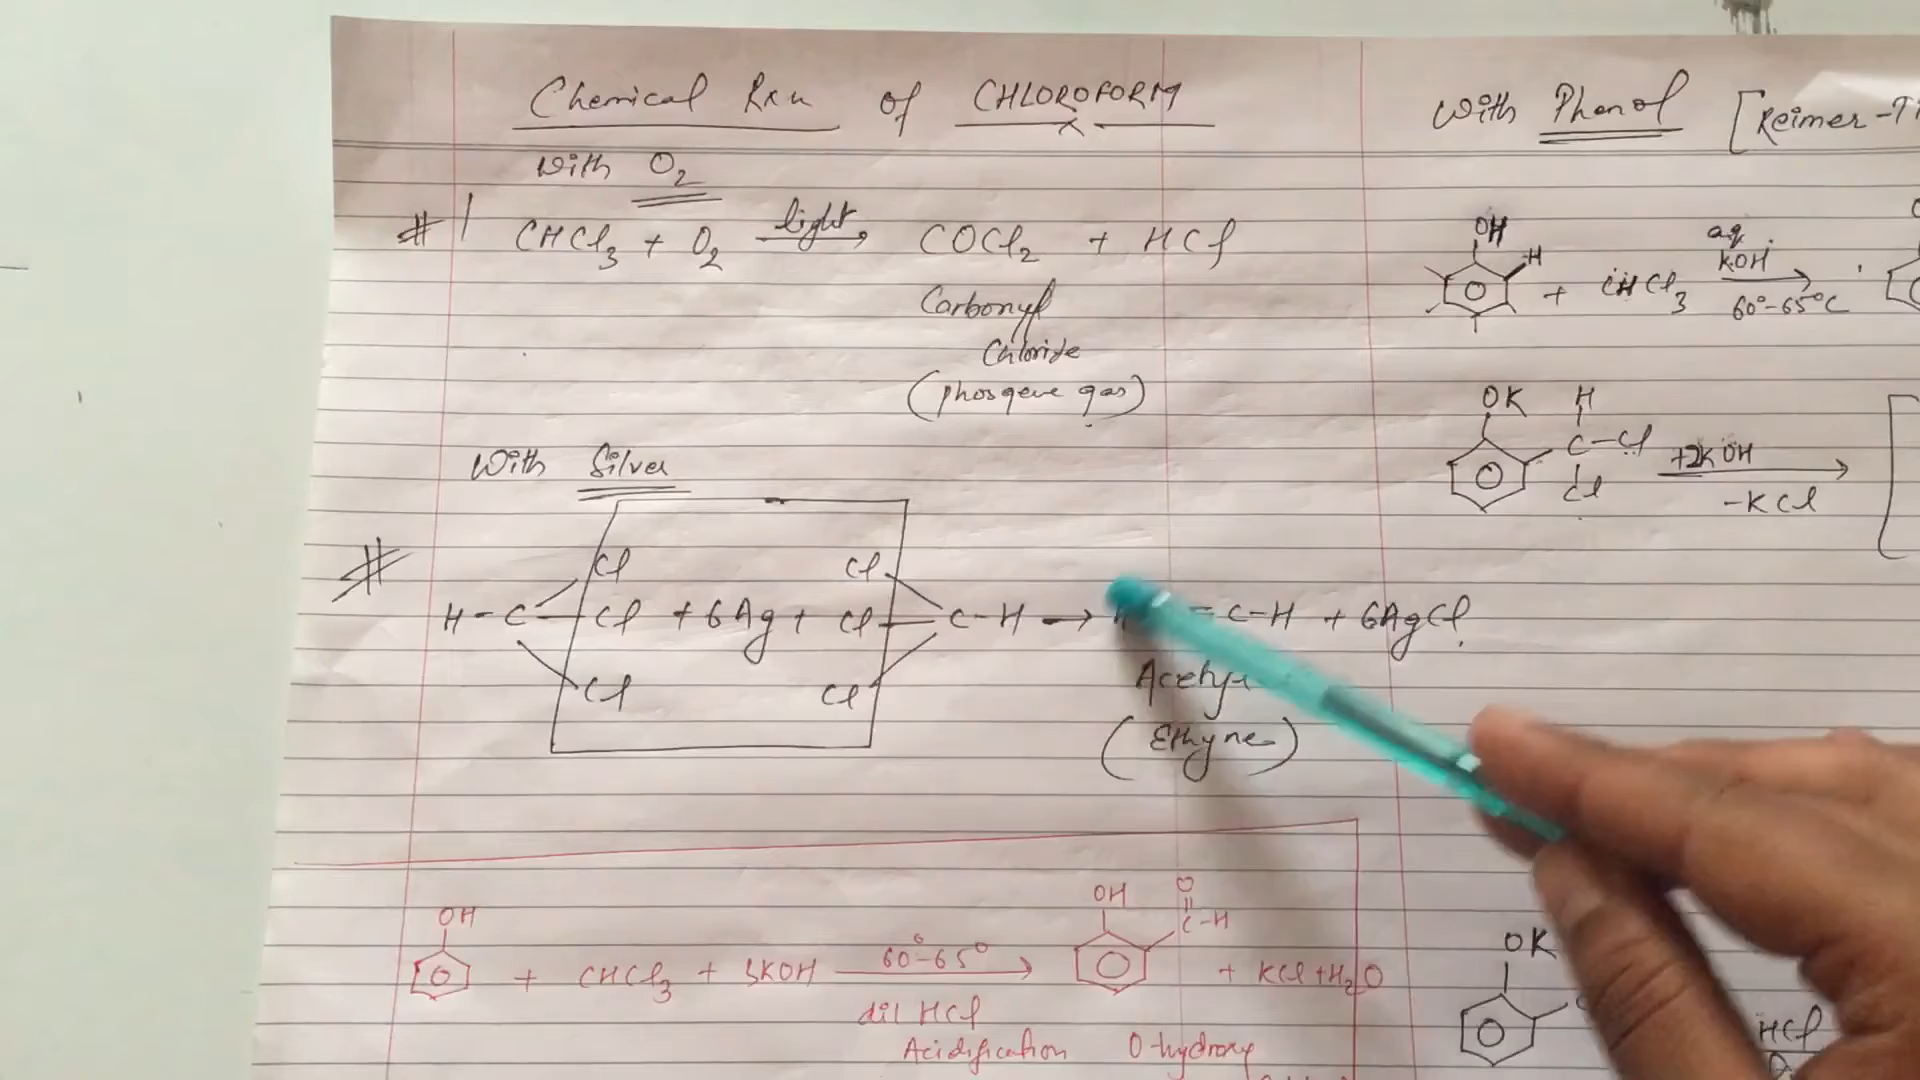 Chemical Rxn of CHLOROFORM
With O2
# 1 CHCl3 + O2 light → COCl2 + HCl
Carbonyl
Chloride
(phosgene gas)
With Silver
#
Cl Cl
H-C-Cl + 6Ag + Cl-C-H → C-H + 6AgCl
Cl Cl
(Ethyne)
OH
OH O
C-H
+ CHCl3 + 3KOH 60°-65° → + KCl + H2O
dil HCl
Acidification O-hydroxy
With Phenol [Reimer-Ti
OH
H
+ CHCl3 aq KOH → 60°-65°C
OK H
C-Cl
Cl
+2KOH
-KCl →
OK
HCl